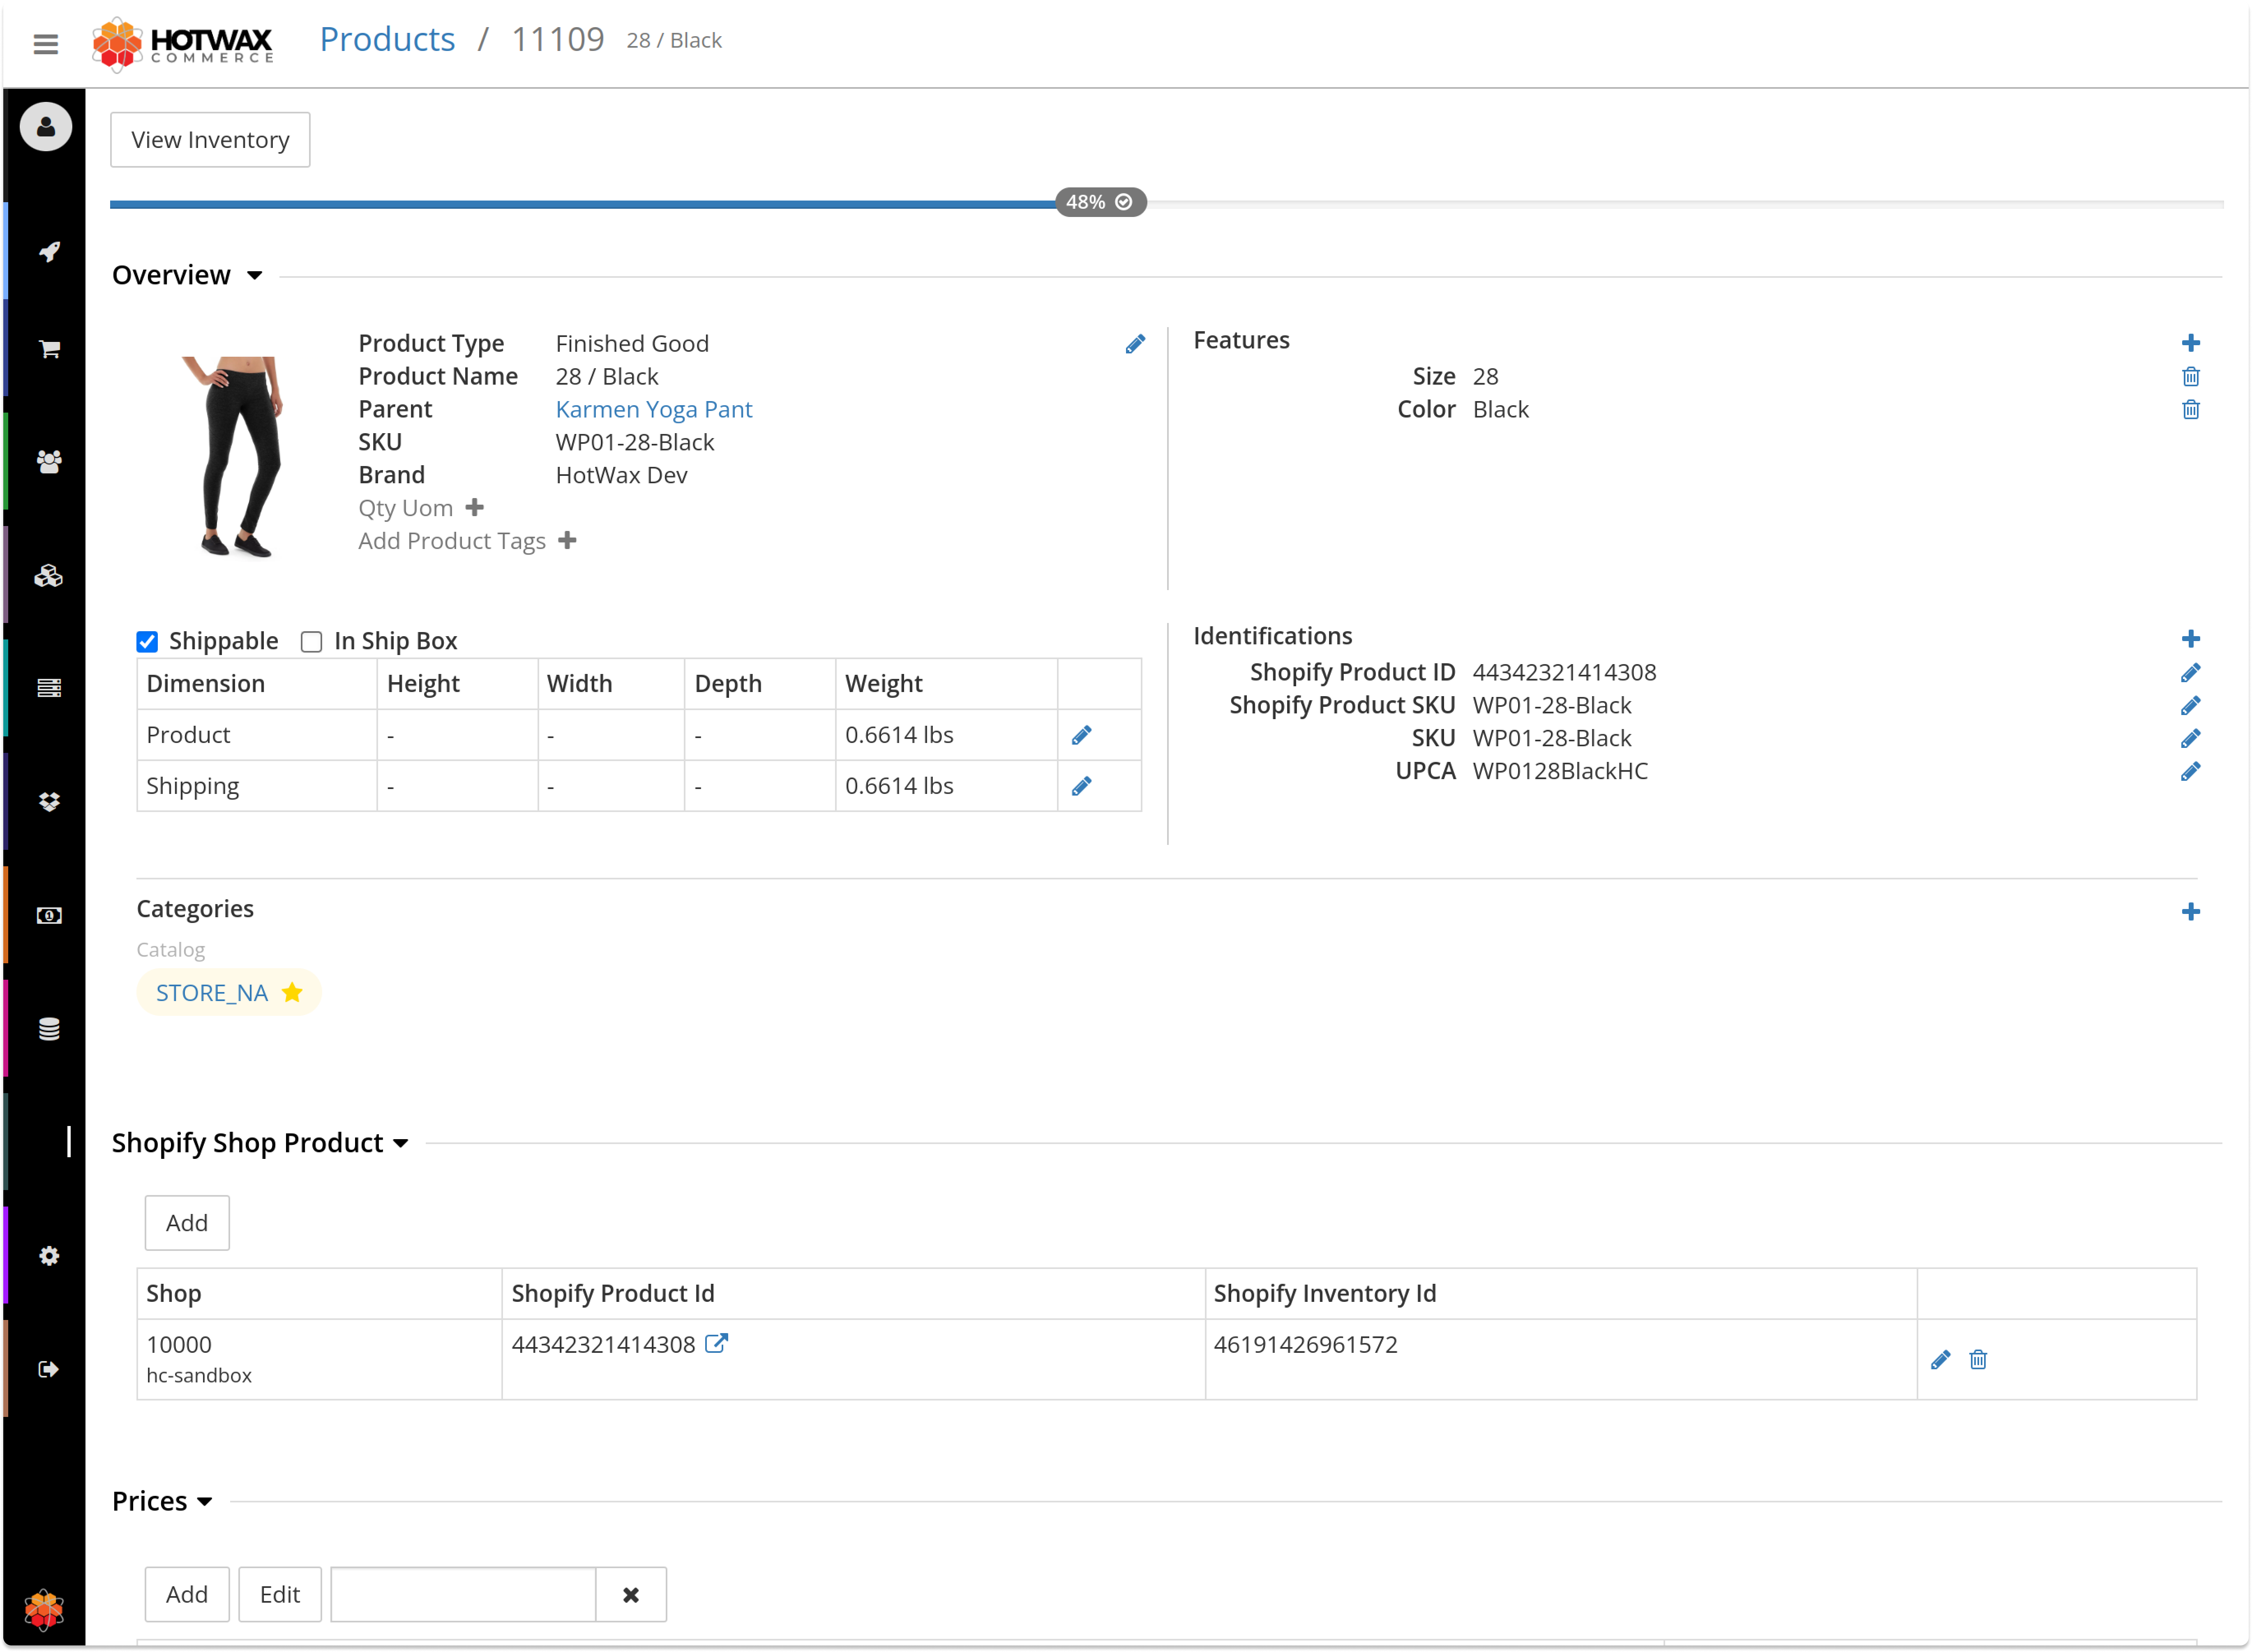 HOTWAX
COMMERCE
Products / 11109 28 / Black
View Inventory
48%
Overview
Product Type Finished Good
Product Name 28 / Black
Parent Karmen Yoga Pant
SKU WP01-28-Black
Brand HotWax Dev
Qty Uom
Add Product Tags
Features
Size 28
Color Black
Shippable In Ship Box
Dimension Height Width Depth Weight
Product - - - 0.6614 lbs
Shipping - - - 0.6614 lbs
Identifications
Shopify Product ID 44342321414308
Shopify Product SKU WP01-28-Black
SKU WP01-28-Black
UPCA WP0128BlackHC
Categories
Catalog
STORE_NA
Shopify Shop Product
Add
Shop Shopify Product Id Shopify Inventory Id
10000 44342321414308 46191426961572
hc-sandbox
Prices
Add Edit